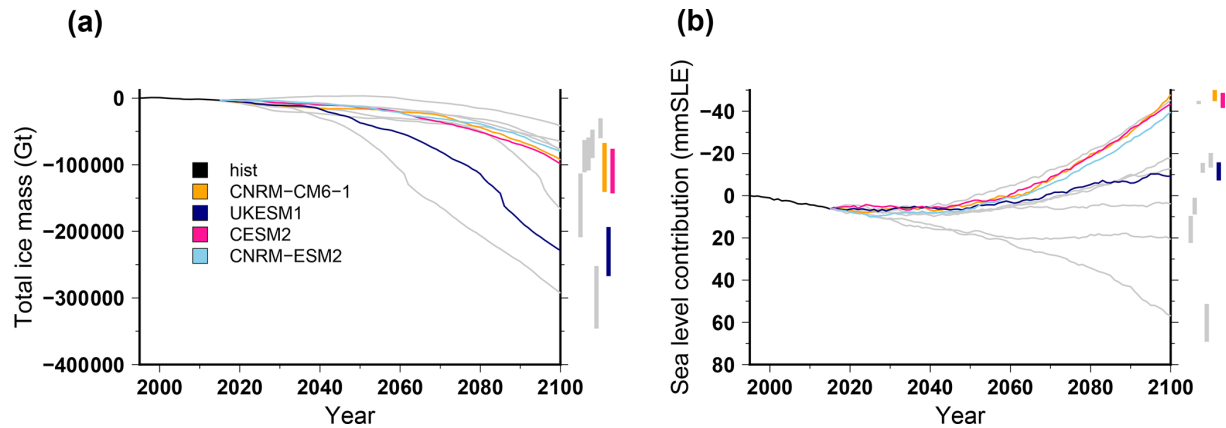 (a)
Total ice mass (Gt)
0
−100000
−200000
−300000
−400000
hist
CNRM−CM6−1
UKESM1
CESM2
CNRM−ESM2
2000 2020 2040 2060 2080 2100
Year
(b)
Sea level contribution (mmSLE)
−40
−20
0
20
40
60
80
2000 2020 2040 2060 2080 2100
Year